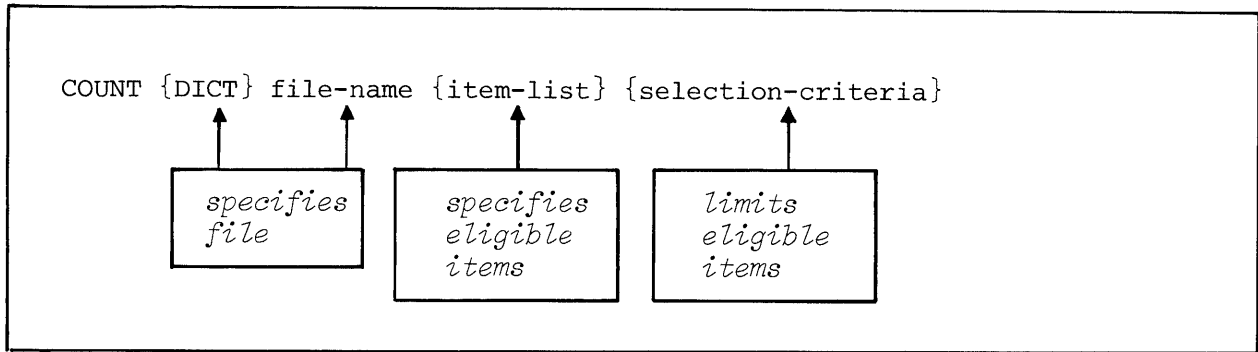 COUNT {DICT} file-name {item-list} {selection-criteria}
specifies
file
specifies
eligible
items
limits
eligible
items